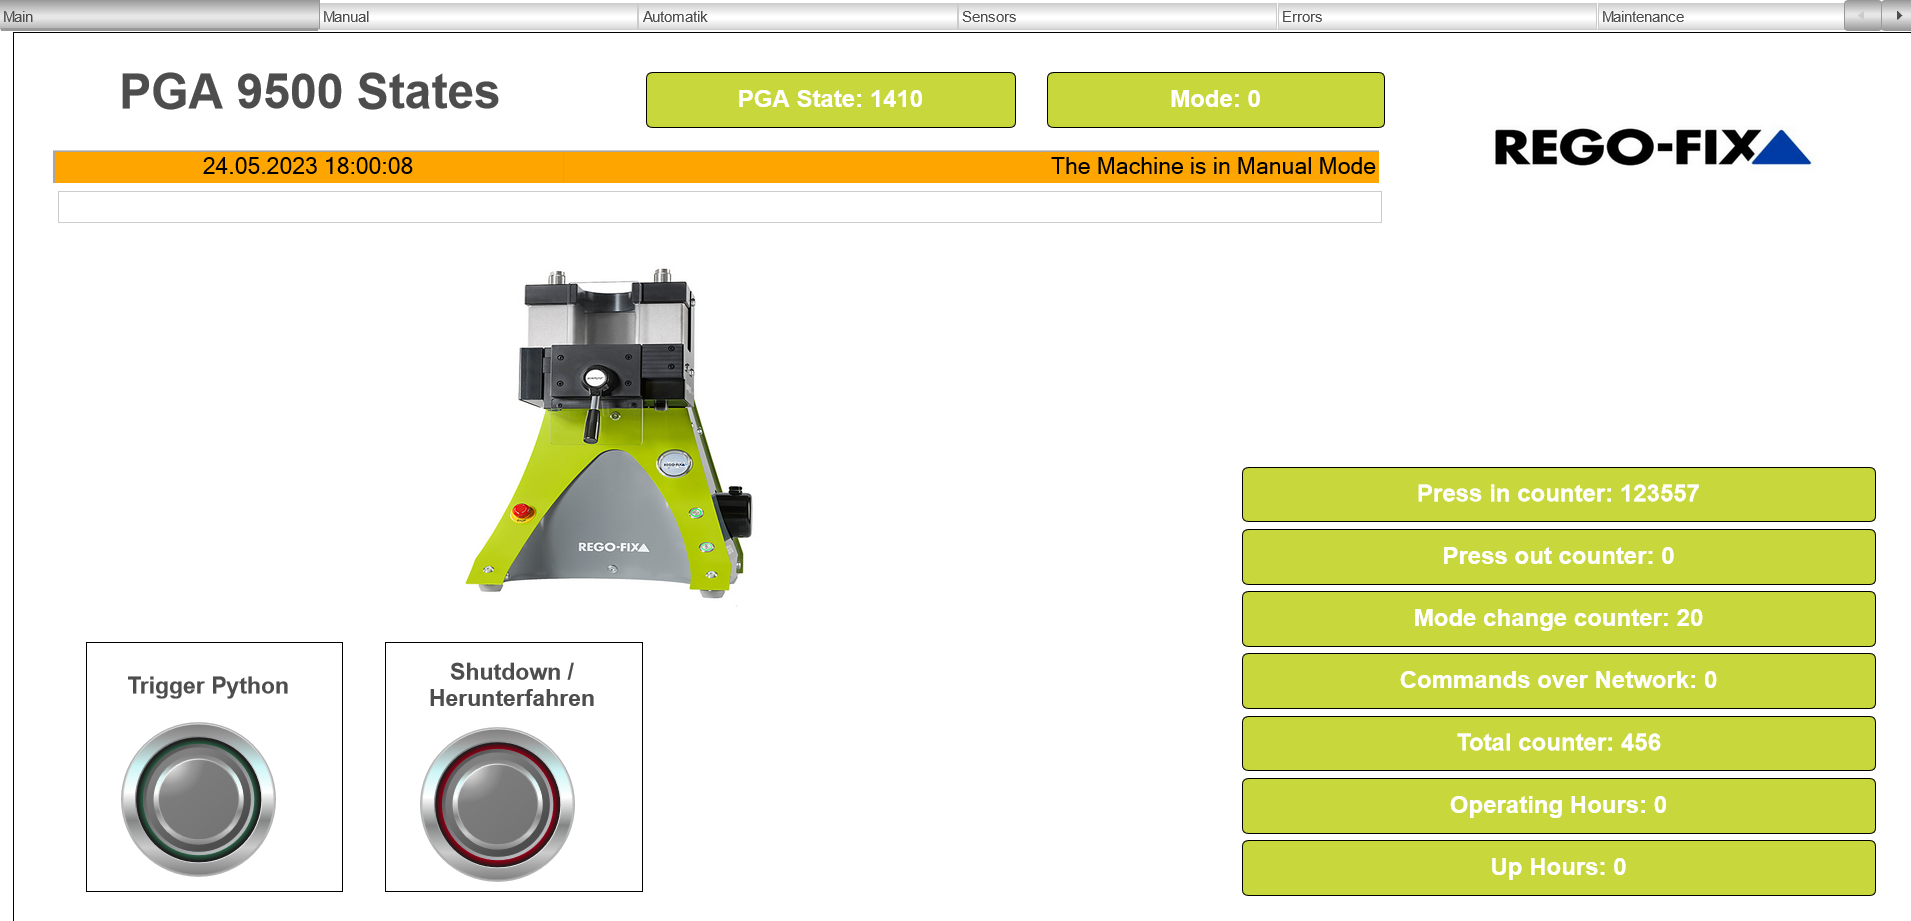 Main
Manual
Automatik
Sensors
Errors
Maintenance
PGA 9500 States
PGA State: 1410
Mode: 0
REGO-FIX
24.05.2023 18:00:08
The Machine is in Manual Mode
REGO-FIX
REGO-FIX
Trigger Python
Shutdown /
Herunterfahren
Press in counter: 123557
Press out counter: 0
Mode change counter: 20
Commands over Network: 0
Total counter: 456
Operating Hours: 0
Up Hours: 0